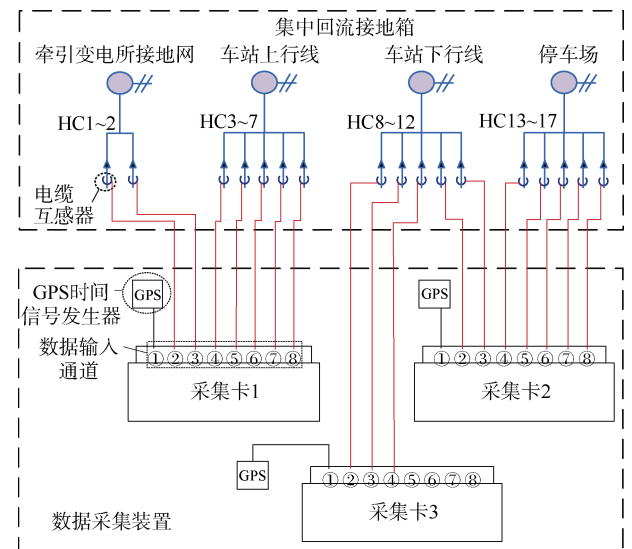 集中回流接地箱
牵引变电所接地网 车站上行线 车站下行线 停车场
HC1~2 HC3~7 HC8~12 HC13~17
电缆
互感器
GPS时间
信号发生器
GPS
GPS
数据输入
通道
①②③④⑤⑥⑦⑧
①②③④⑤⑥⑦⑧
采集卡1
采集卡2
GPS
①②③④⑤⑥⑦⑧
采集卡3
数据采集装置